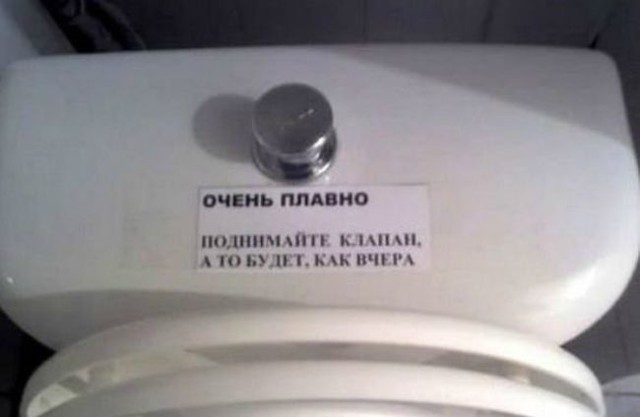 ОЧЕНЬ ПЛАВНО
ПОДНИМАЙТЕ КЛАПАН,
А ТО БУДЕТ, КАК ВЧЕРА